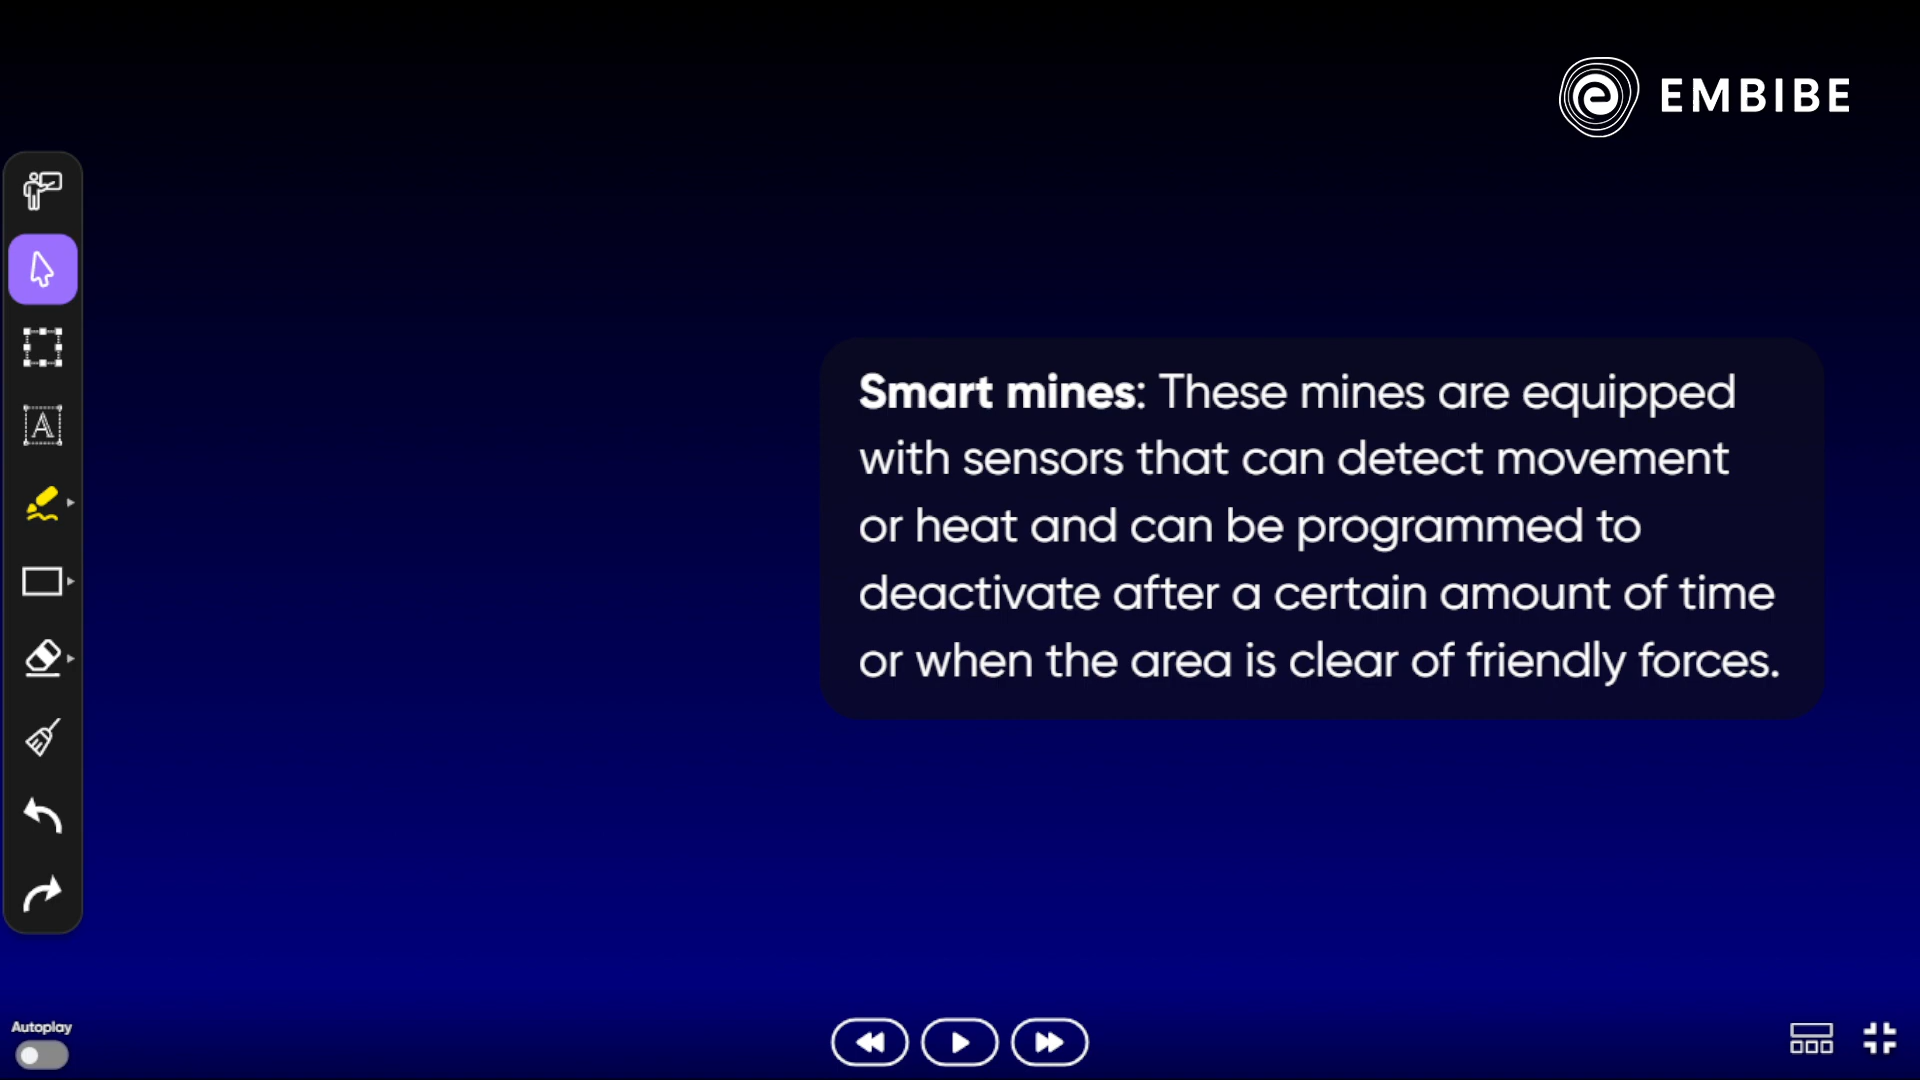 EMBIBE
Smart mines: These mines are equipped
with sensors that can detect movement
or heat and can be programmed to
deactivate after a certain amount of time
or when the area is clear of friendly forces.
A
Autoplay